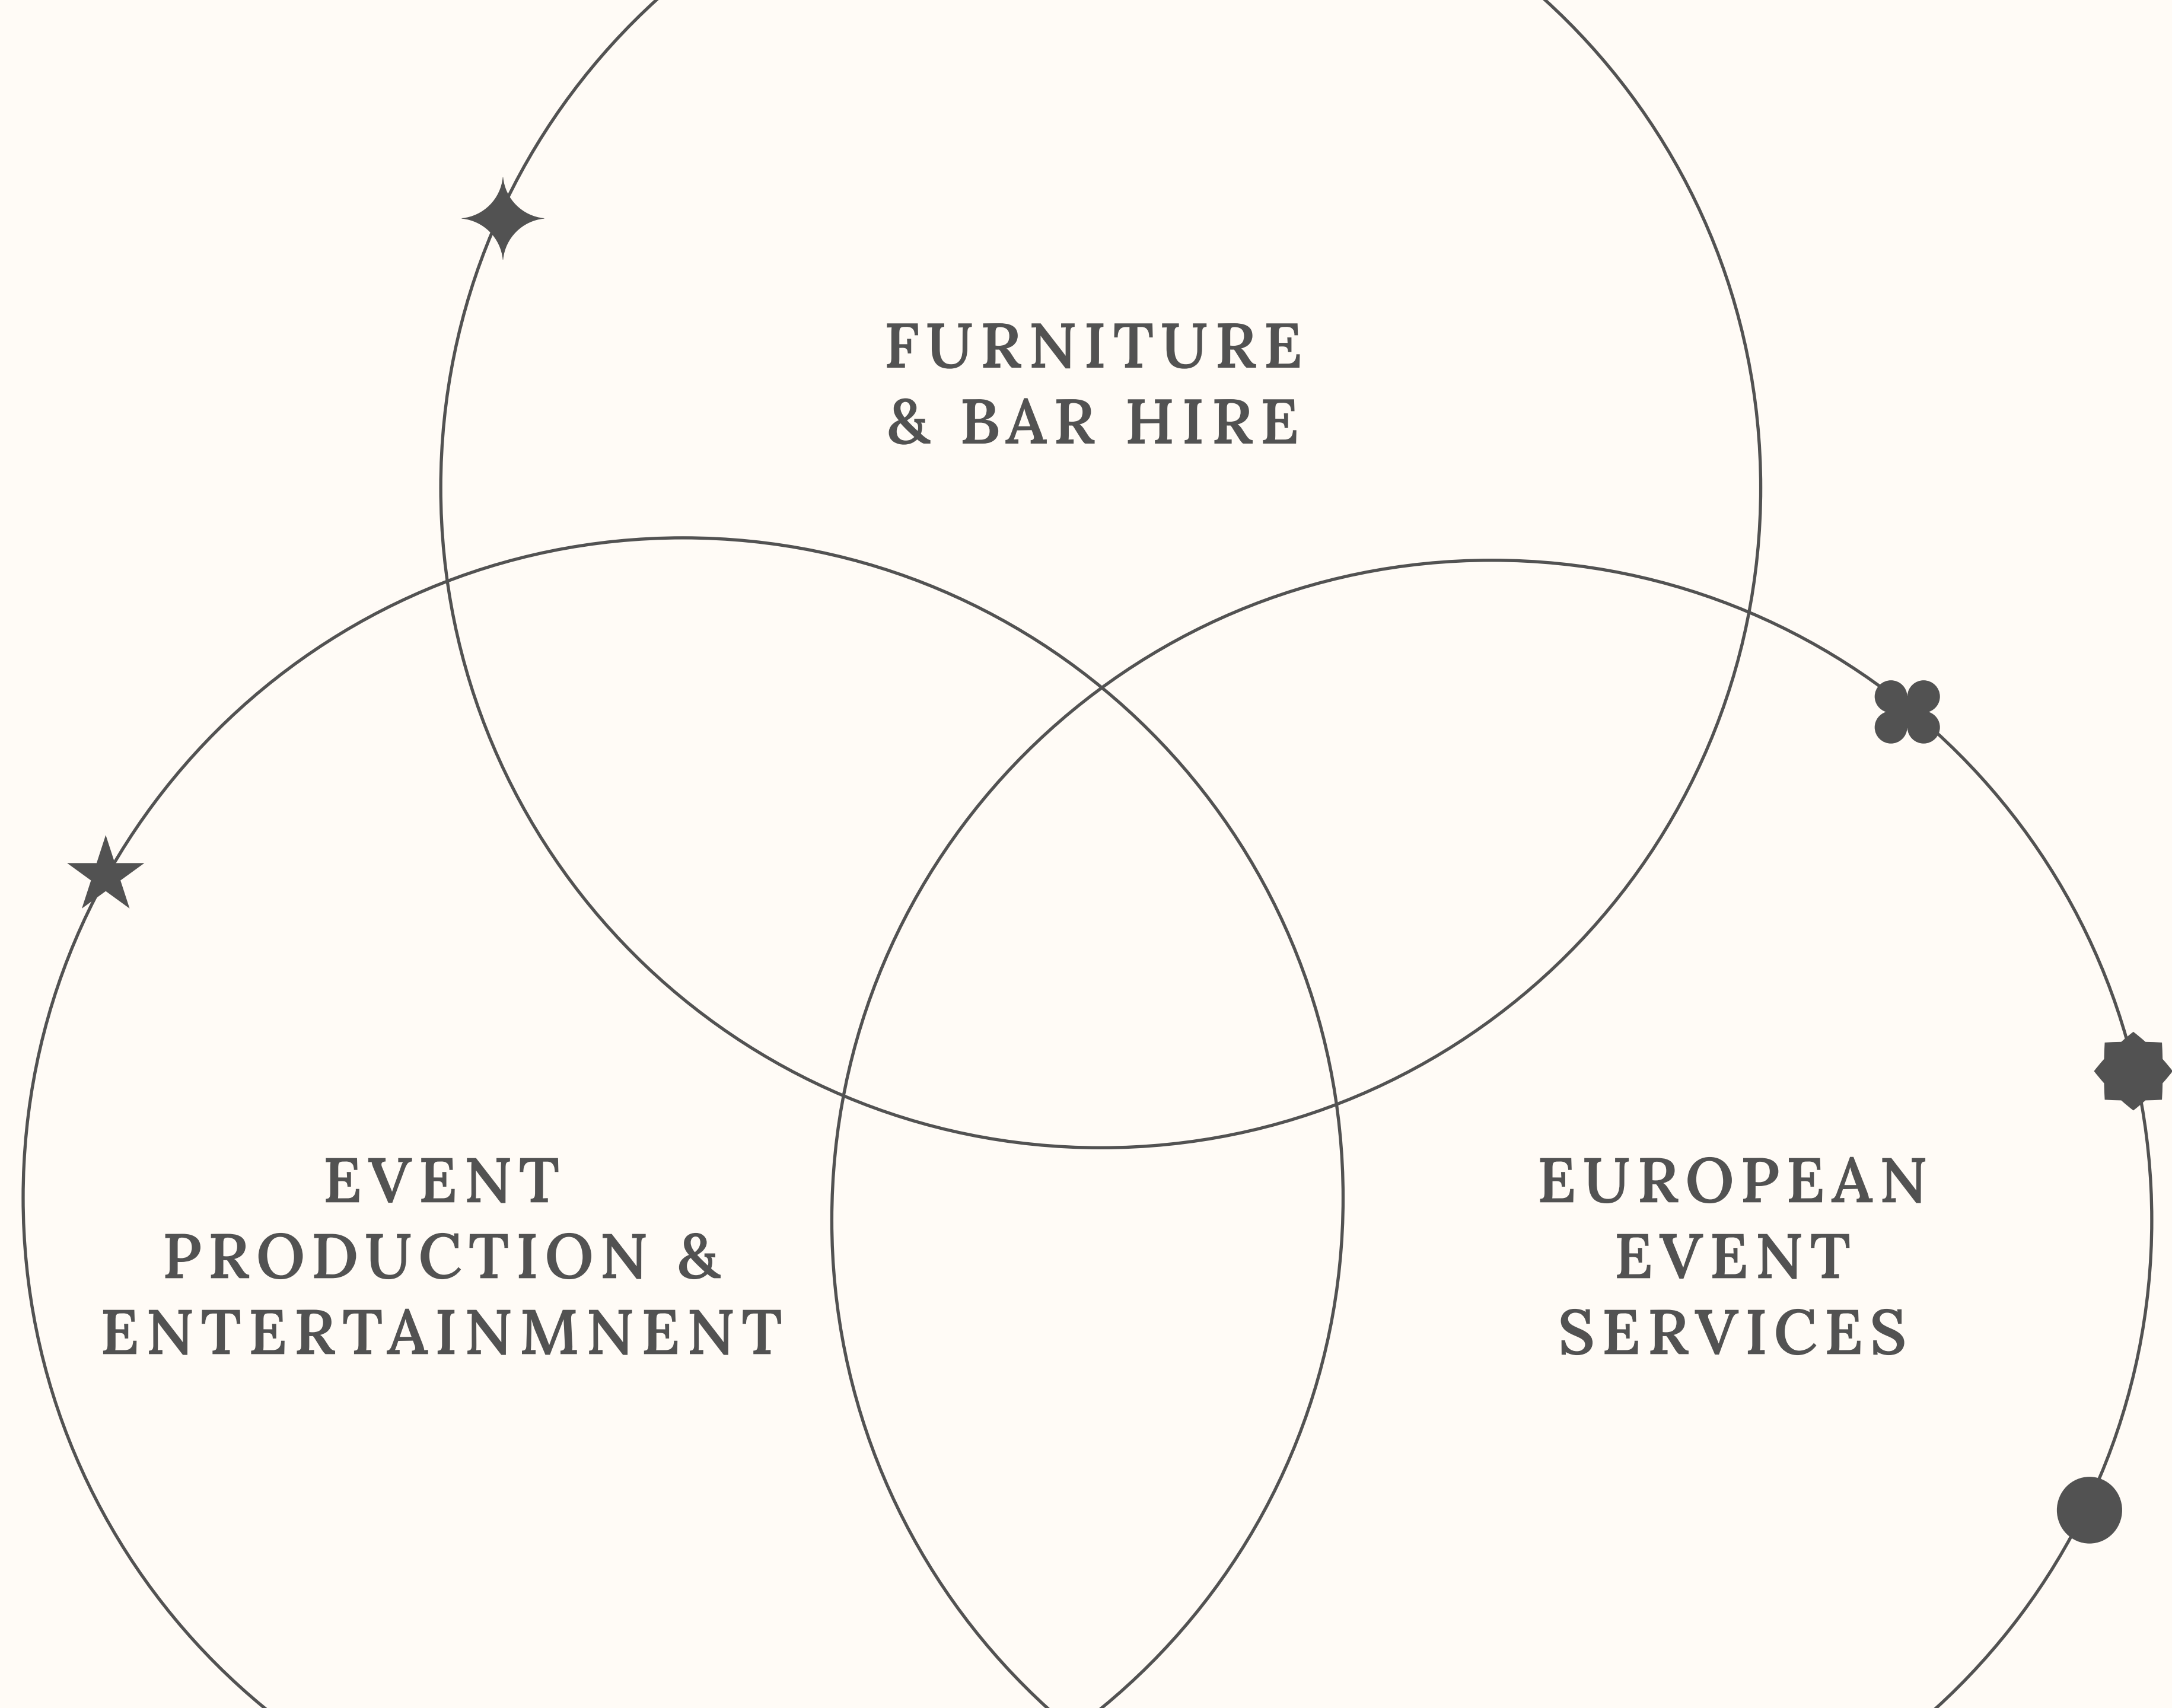 FURNITURE
& BAR HIRE
EVENT
PRODUCTION &
ENTERTAINMNENT
EUROPEAN
EVENT
SERVICES